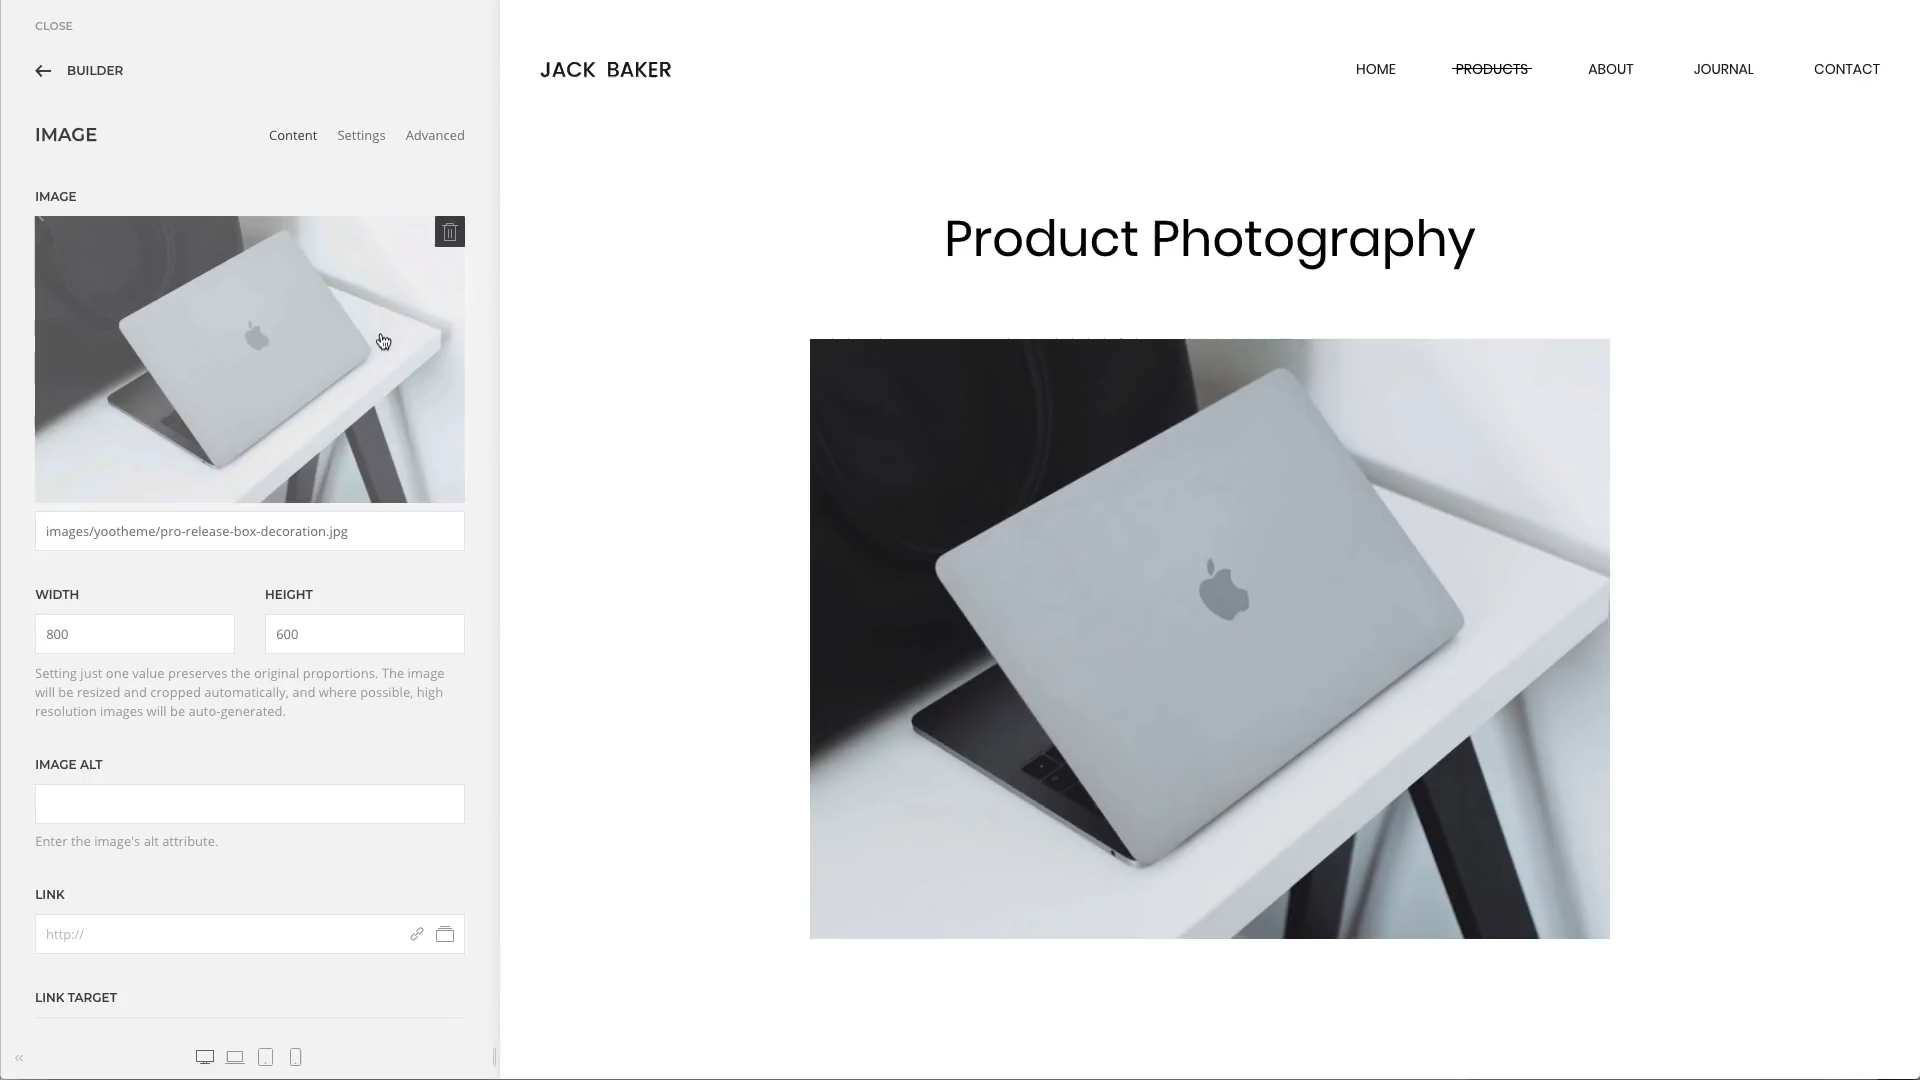 CLOSE
BUILDER
IMAGE
Content Settings Advanced
IMAGE
images/yootheme/pro-release-box-decoration.jpg
WIDTH HEIGHT
800 600
Setting just one value preserves the original proportions. The image
will be resized and cropped automatically, and where possible, high
resolution images will be auto-generated.
IMAGE ALT
Enter the image's alt attribute.
LINK
http://
LINK TARGET
JACK BAKER
HOME PRODUCTS ABOUT JOURNAL CONTACT
Product Photography